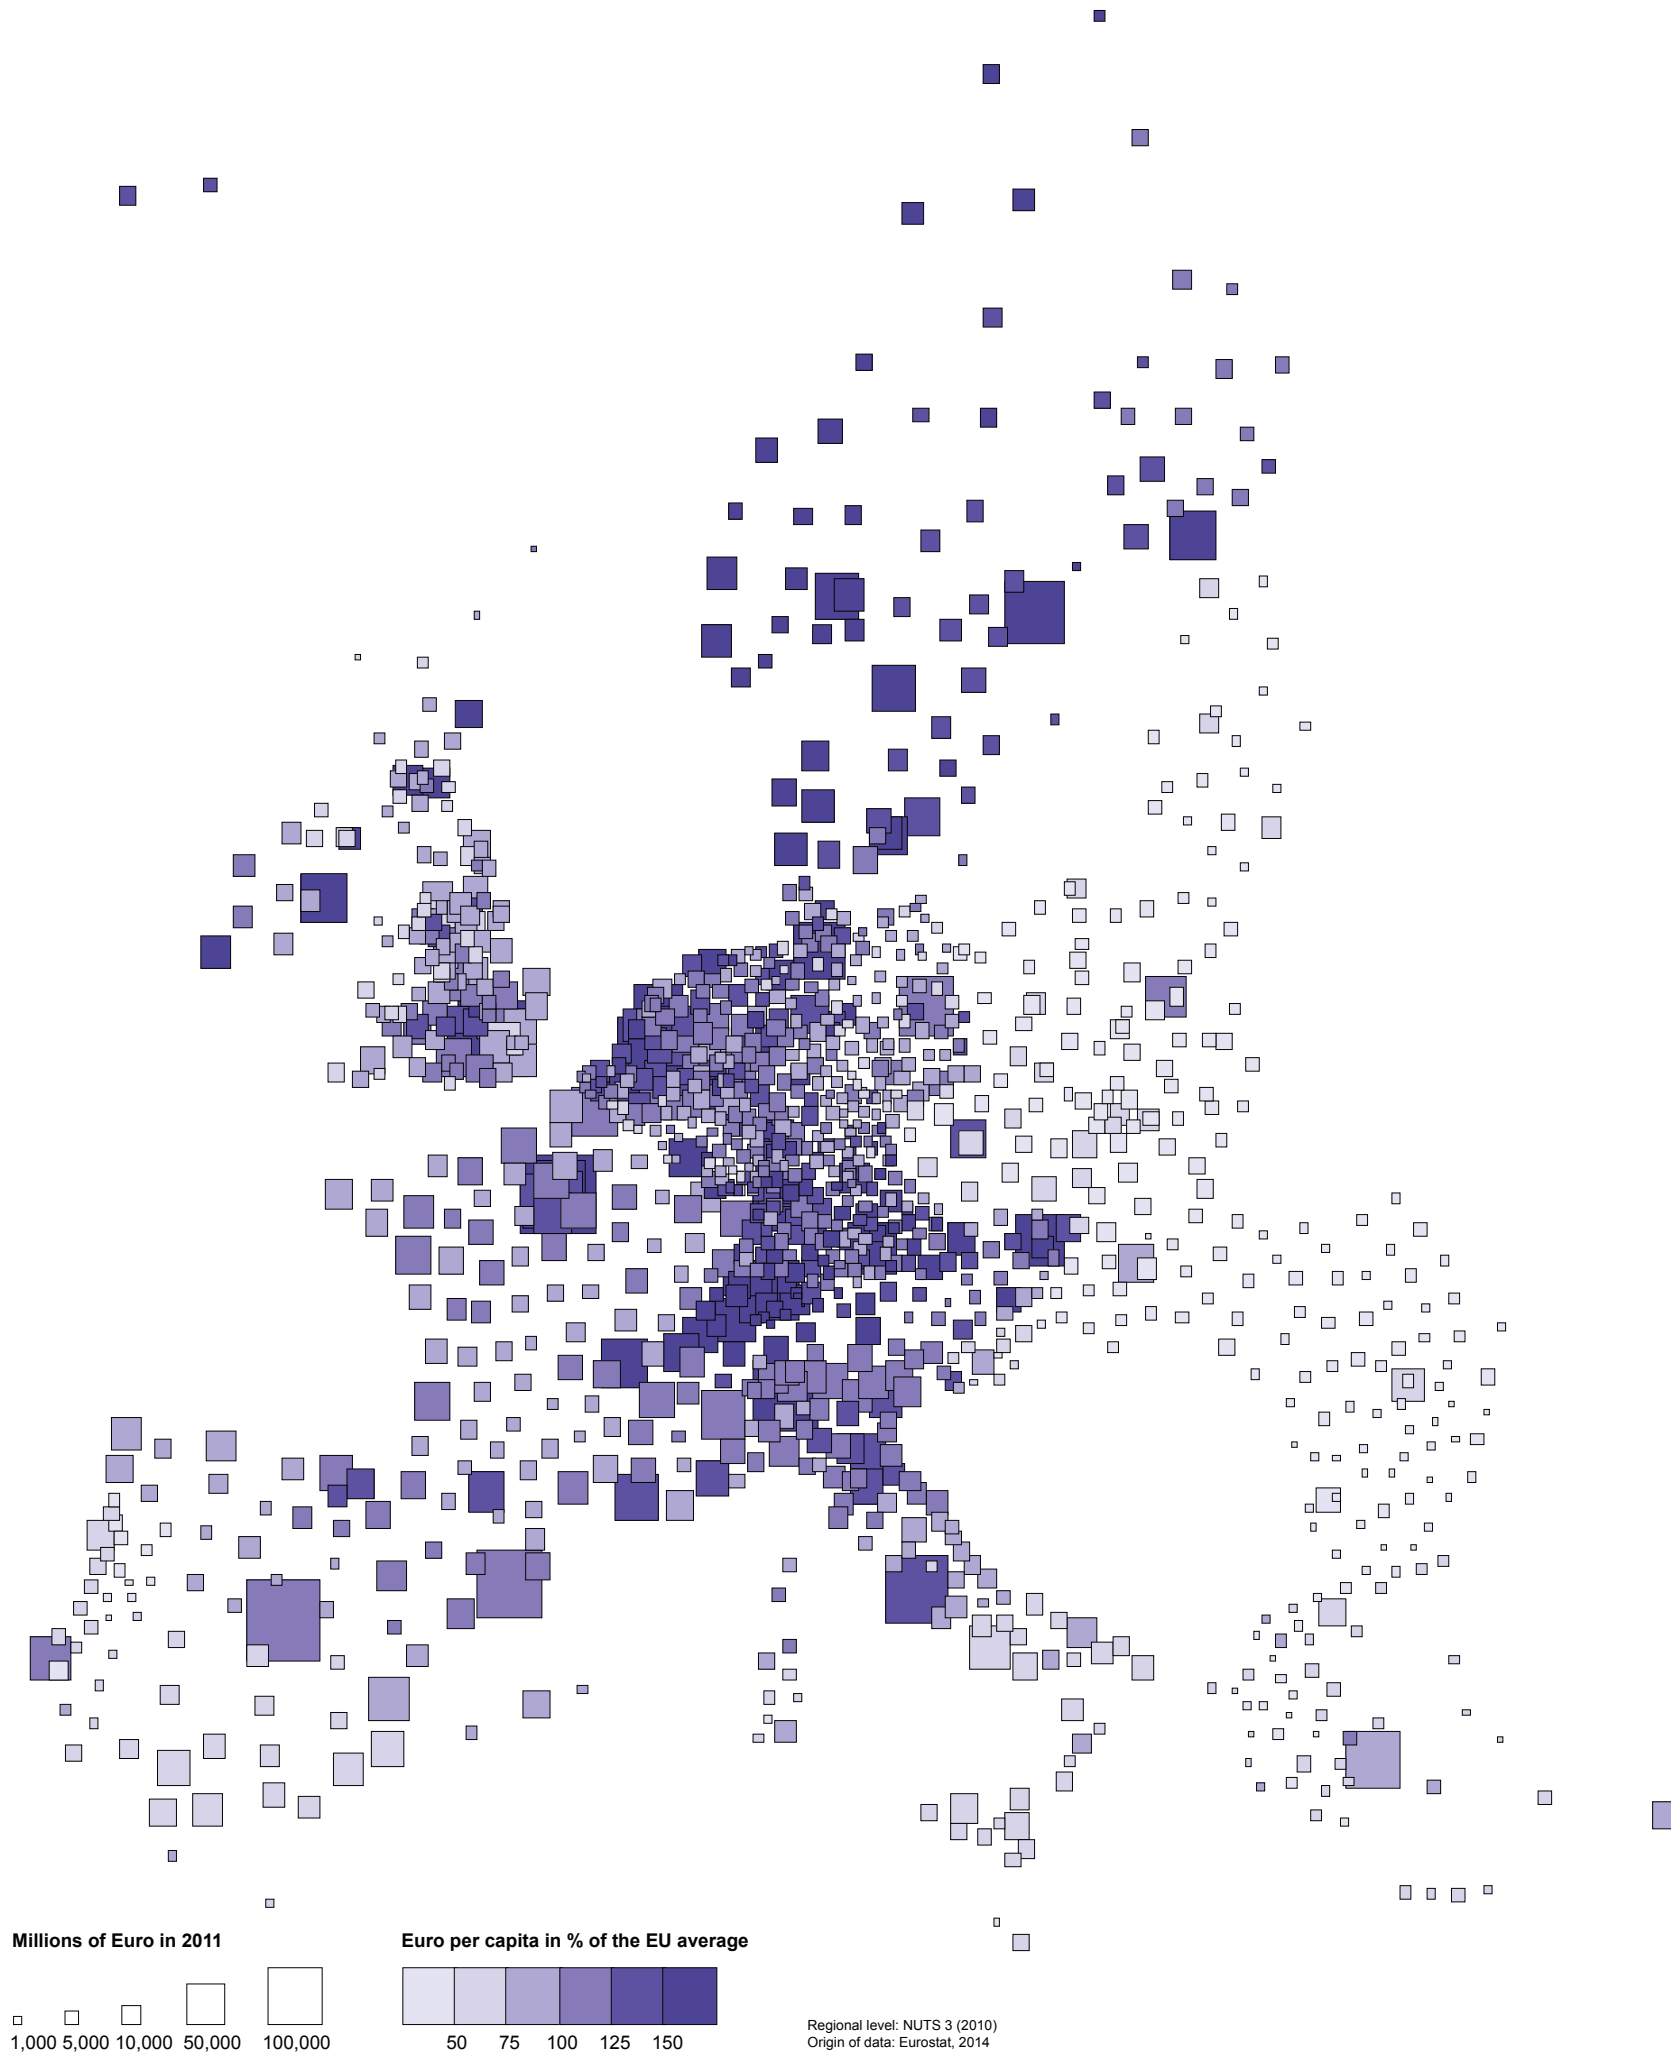 Millions of Euro in 2011
1,000 5,000 10,000 50,000 100,000
Euro per capita in % of the EU average
50 75 100 125 150
Regional level: NUTS 3 (2010)
Origin of data: Eurostat, 2014